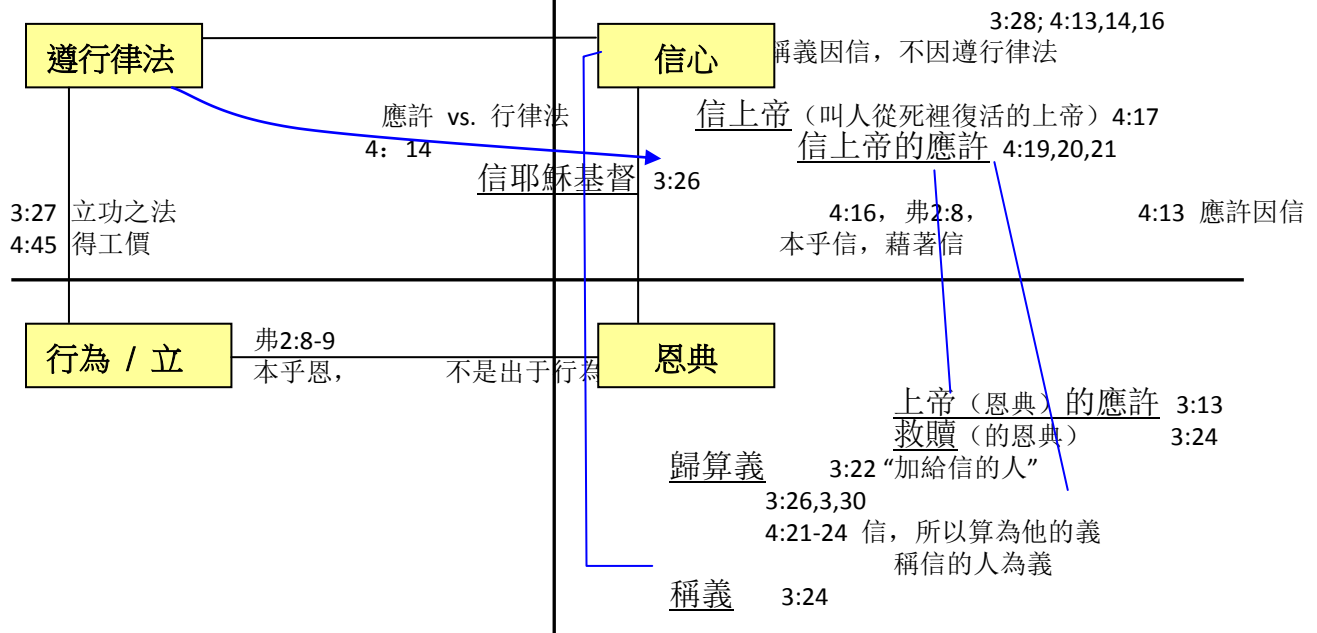 3:28; 4:13,14,16
遵行律法
信心
稱義因信，不因遵行律法
應許 vs. 行律法
4：14
信上帝（叫人從死裡復活的上帝）4:17
信上帝的應許 4:19,20,21
信耶穌基督 3:26
3:27 立功之法
4:45 得工價
4:16，弗2:8，
本乎信，藉著信
4:13 應許因信
行為 / 立
弗2:8-9
本乎恩， 不是出于行為
恩典
上帝（恩典）的應許 3:13
救贖（的恩典） 3:24
歸算義 3:22 “加給信的人”
3:26,3,30
4:21-24 信，所以算為他的義
稱信的人為義
稱義 3:24